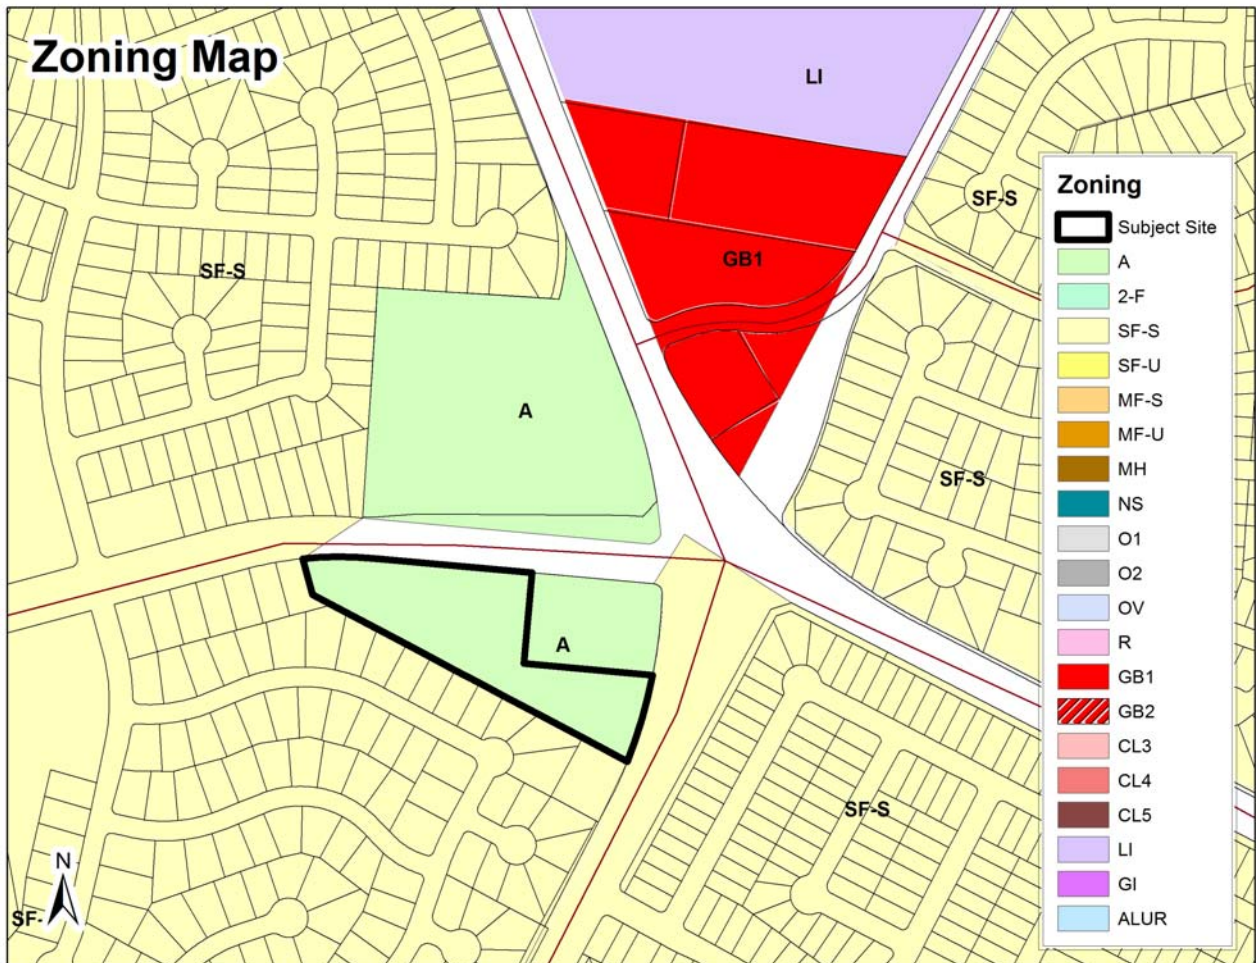 Zoning Map
LI
SF-S
SF-S
GB1
A
SF-S
A
SF-S
N
SF-
Zoning
Subject Site
A
2-F
SF-S
SF-U
MF-S
MF-U
MH
NS
O1
O2
OV
R
GB1
GB2
CL3
CL4
CL5
LI
GI
ALUR